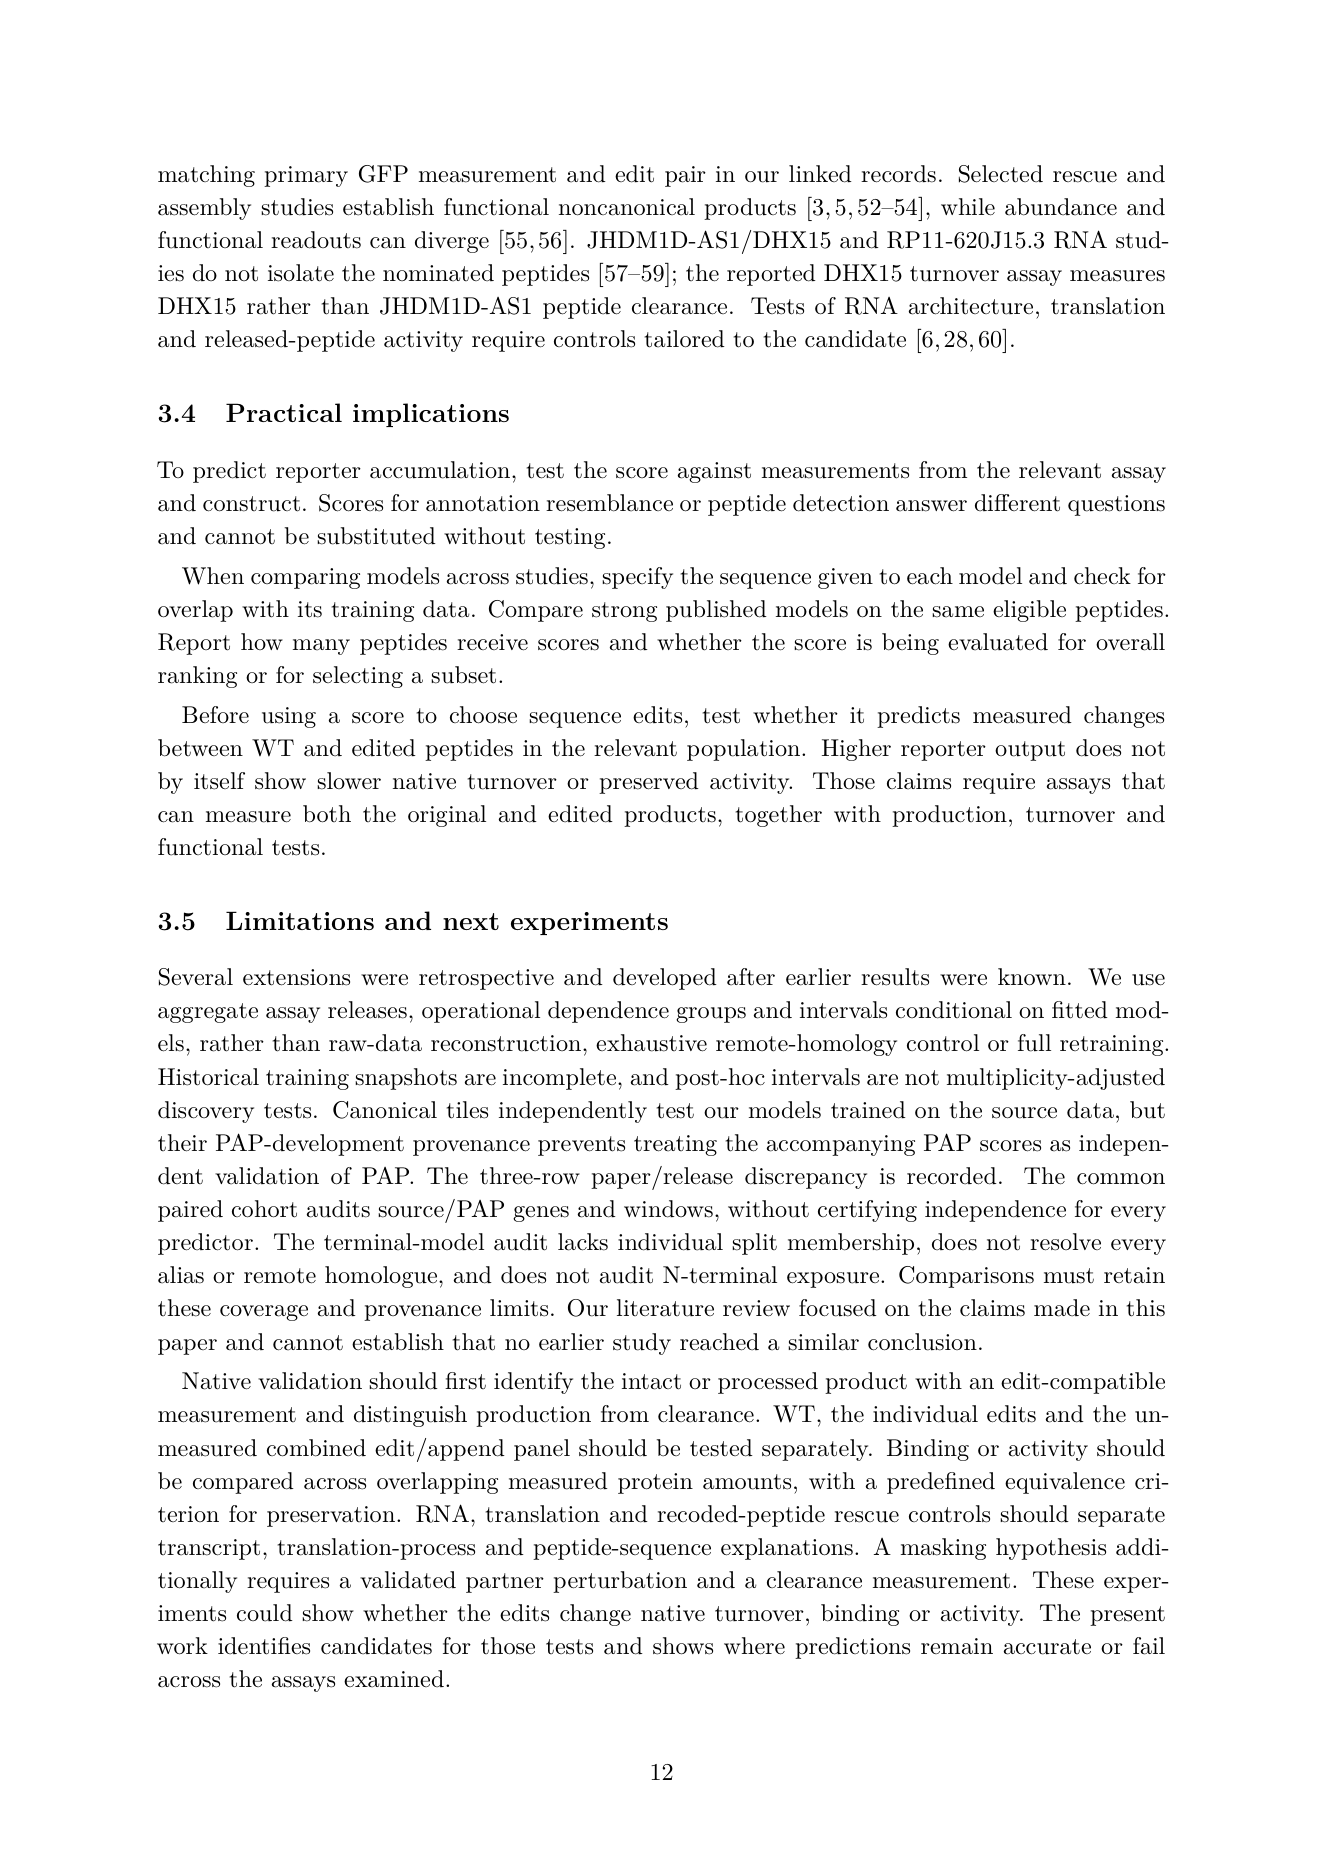 matching primary GFP measurement and edit pair in our linked records. Selected rescue and
assembly studies establish functional noncanonical products [3, 5, 52–54], while abundance and
functional readouts can diverge [55, 56]. JHDM1D-AS1/DHX15 and RP11-620J15.3 RNA stud-
ies do not isolate the nominated peptides [57–59]; the reported DHX15 turnover assay measures
DHX15 rather than JHDM1D-AS1 peptide clearance. Tests of RNA architecture, translation
and released-peptide activity require controls tailored to the candidate [6, 28, 60].
3.4 Practical implications
To predict reporter accumulation, test the score against measurements from the relevant assay
and construct. Scores for annotation resemblance or peptide detection answer different questions
and cannot be substituted without testing.
When comparing models across studies, specify the sequence given to each model and check for
overlap with its training data. Compare strong published models on the same eligible peptides.
Report how many peptides receive scores and whether the score is being evaluated for overall
ranking or for selecting a subset.
Before using a score to choose sequence edits, test whether it predicts measured changes
between WT and edited peptides in the relevant population. Higher reporter output does not
by itself show slower native turnover or preserved activity. Those claims require assays that
can measure both the original and edited products, together with production, turnover and
functional tests.
3.5 Limitations and next experiments
Several extensions were retrospective and developed after earlier results were known. We use
aggregate assay releases, operational dependence groups and intervals conditional on fitted mod-
els, rather than raw-data reconstruction, exhaustive remote-homology control or full retraining.
Historical training snapshots are incomplete, and post-hoc intervals are not multiplicity-adjusted
discovery tests. Canonical tiles independently test our models trained on the source data, but
their PAP-development provenance prevents treating the accompanying PAP scores as indepen-
dent validation of PAP. The three-row paper/release discrepancy is recorded. The common
paired cohort audits source/PAP genes and windows, without certifying independence for every
predictor. The terminal-model audit lacks individual split membership, does not resolve every
alias or remote homologue, and does not audit N-terminal exposure. Comparisons must retain
these coverage and provenance limits. Our literature review focused on the claims made in this
paper and cannot establish that no earlier study reached a similar conclusion.
Native validation should first identify the intact or processed product with an edit-compatible
measurement and distinguish production from clearance. WT, the individual edits and the un-
measured combined edit/append panel should be tested separately. Binding or activity should
be compared across overlapping measured protein amounts, with a predefined equivalence cri-
terion for preservation. RNA, translation and recoded-peptide rescue controls should separate
transcript, translation-process and peptide-sequence explanations. A masking hypothesis addi-
tionally requires a validated partner perturbation and a clearance measurement. These exper-
iments could show whether the edits change native turnover, binding or activity. The present
work identifies candidates for those tests and shows where predictions remain accurate or fail
across the assays examined.
12